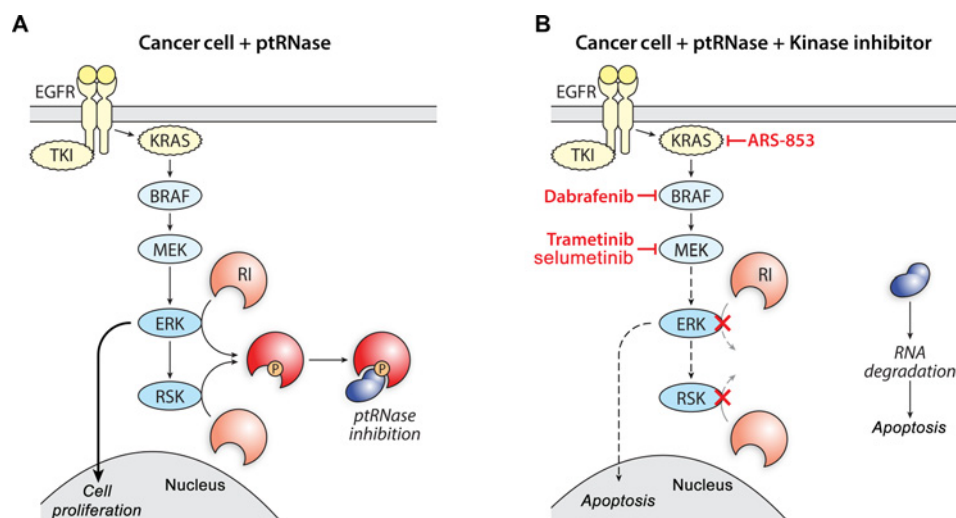 A
Cancer cell + ptRNase
EGFR
TKI
KRAS
BRAF
MEK
RI
ERK
P
P
RSK
ptRNase
inhibition
Nucleus
Cell
proliferation
B
Cancer cell + ptRNase + Kinase inhibitor
EGFR
TKI
KRAS
ARS-853
Dabrafenib
BRAF
Trametinib
selumetinib
MEK
RI
ERK
RNA
degradation
RSK
Apoptosis
Nucleus
Apoptosis